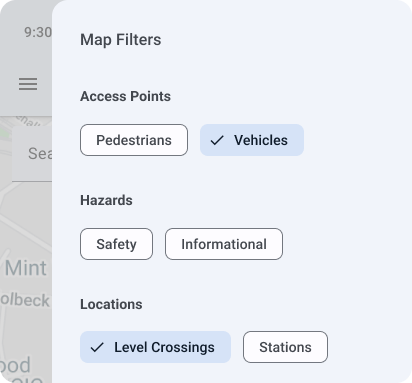 9:30
Map Filters
Access Points
Pedestrians
Vehicles
Sea
Hazards
Safety
Informational
Mint
olbeck
Locations
Level Crossings
Stations
ood